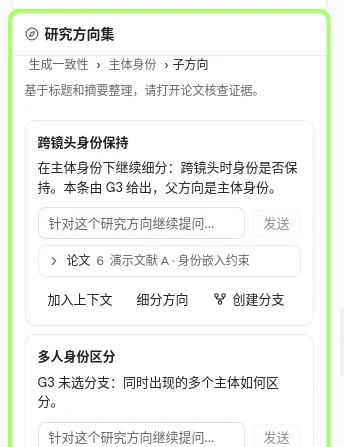 研究方向集
生成一致性 › 主体身份 › 子方向
基于标题和摘要整理，请打开论文核查证据。
跨镜头身份保持
在主体身份下继续细分：跨镜头时身份是否保
持。本条由 G3 给出，父方向是主体身份。
针对这个研究方向继续提问... 发送
论文 6 演示文献 A · 身份嵌入约束
加入上下文 细分方向 创建分支
多人身份区分
G3 未选分支：同时出现的多个主体如何区
分。
针对这个研究方向继续提问... 发送